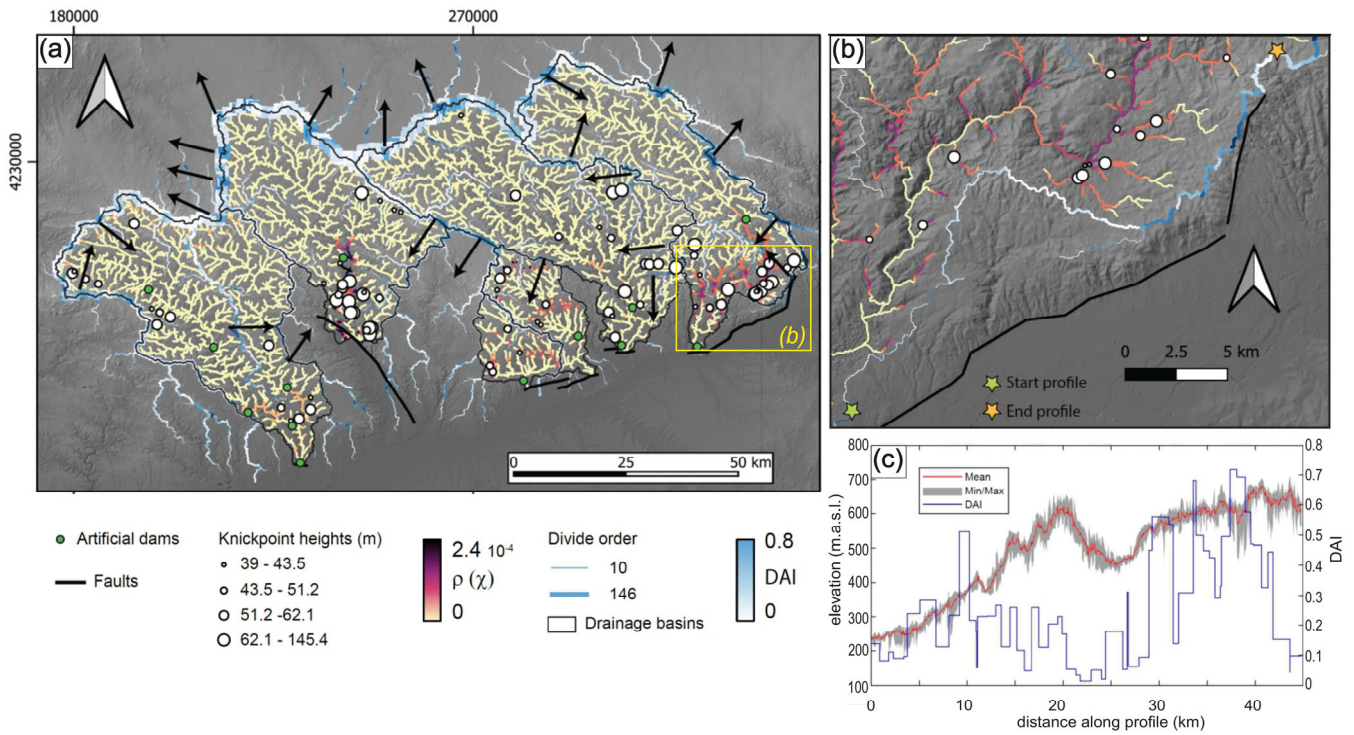 180000
270000
(a)
4230000
(b)
0
25
50 km
(b)
0
2.5
5 km
Start profile
End profile
Artificial dams
Faults
Knickpoint heights (m)
39 - 43.5
43.5 - 51.2
51.2 -62.1
62.1 - 145.4
2.4 10⁻⁴
ρ (χ)
0
Divide order
10
146
Drainage basins
0.8
DAI
0
(c)
Mean
Min/Max
DAI
elevation (m.a.s.l.)
800
700
600
500
400
300
200
100
0.8
0.7
0.6
0.5
0.4
0.3
0.2
0.1
0
DAI
0
10
20
30
40
distance along profile (km)